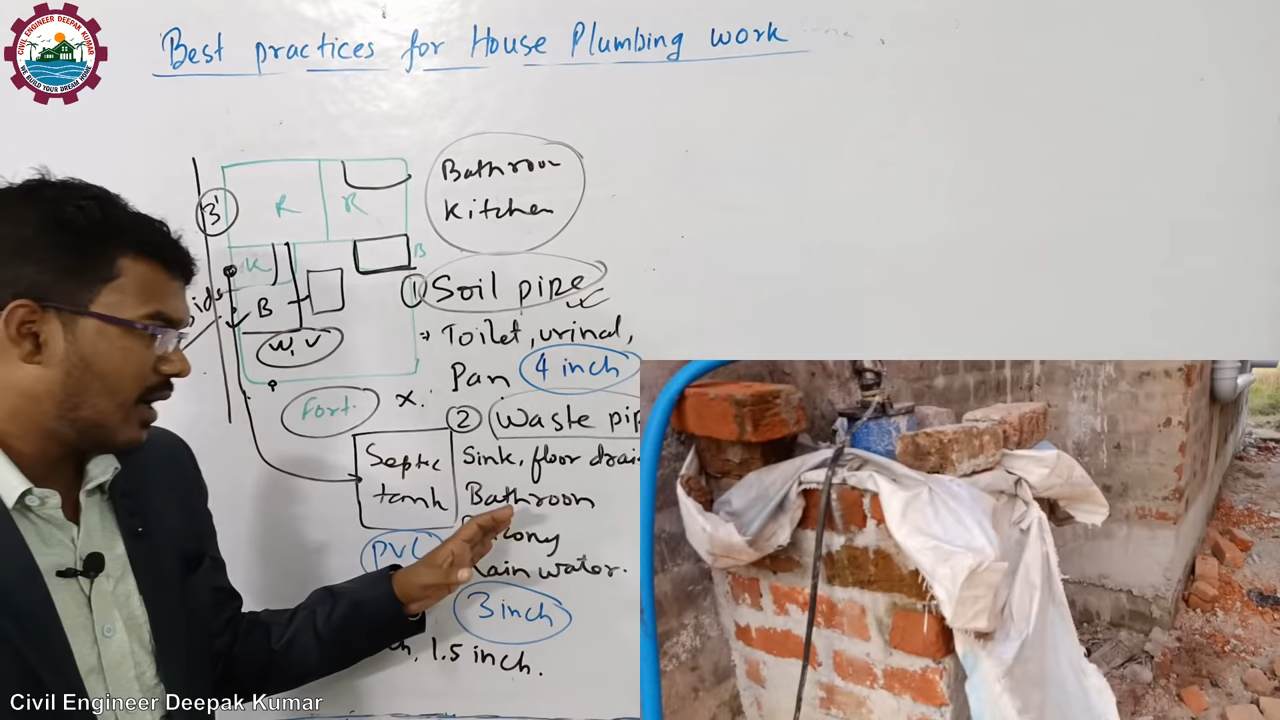 CIVIL ENGINEER DEEPAK KUMAR
WE BUILD YOUR DREAM HOME
Best practices for House Plumbing work
Bathroom
Kitchen
3'
R
R
K
B
B
W.V
Fort.
x.
① Soil pipe
⇒ Toilet, urinal,
Pan 4 inch
② Waste pip
Sink, floor drai
Bathroom
Rain water.
3 inch
1.5 inch.
Septic
tank
PVC
Civil Engineer Deepak Kumar